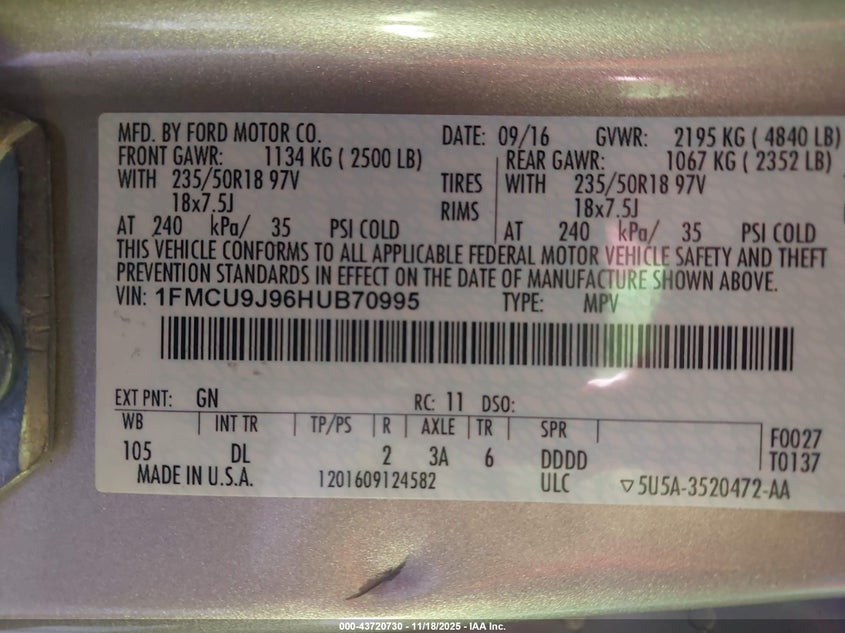 MFD. BY FORD MOTOR CO. DATE: 09/16 GVWR: 2195 KG ( 4840 LB)
FRONT GAWR: 1134 KG ( 2500 LB) REAR GAWR: 1067 KG ( 2352 LB)
WITH 235/50R18 97V TIRES WITH 235/50R18 97V
18x7.5J RIMS 18x7.5J
AT 240 kPa/ 35 PSI COLD AT 240 kPa/ 35 PSI COLD
THIS VEHICLE CONFORMS TO ALL APPLICABLE FEDERAL MOTOR VEHICLE SAFETY AND THEFT
PREVENTION STANDARDS IN EFFECT ON THE DATE OF MANUFACTURE SHOWN ABOVE.
VIN: 1FMCU9J96HUB70995 TYPE: MPV
EXT PNT: GN RC: 11 DSO:
WB INT TR TP/PS R AXLE TR SPR F0027
105 DL 2 3A 6 DDDD T0137
MADE IN U.S.A. 1201609124582 ULC ▽5U5A-3520472-AA
000-43720730 - 11/18/2025 - IAA Inc.